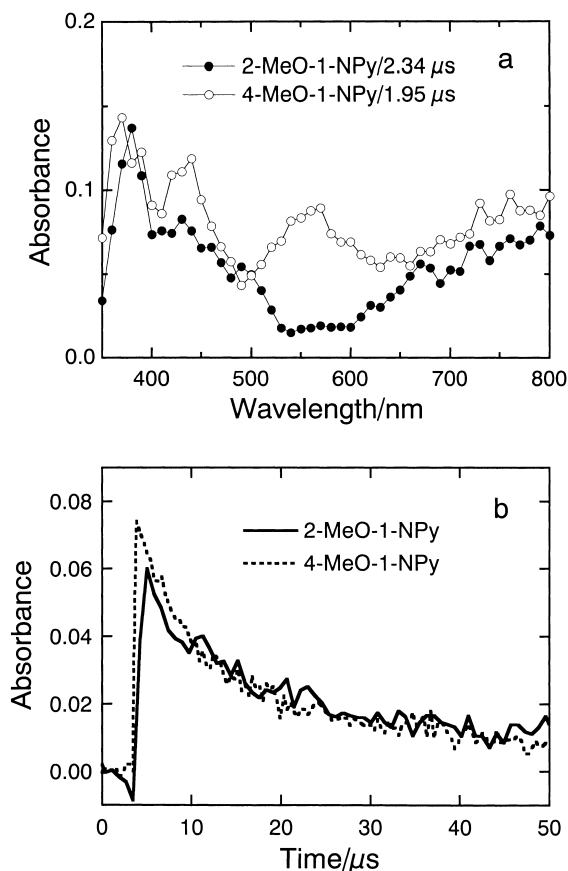 a
2-MeO-1-NPy/2.34 μs
4-MeO-1-NPy/1.95 μs
0.2
0.1
0.0
Absorbance
400 500 600 700 800
Wavelength/nm
b
2-MeO-1-NPy
4-MeO-1-NPy
0.08
0.06
0.04
0.02
0.00
Absorbance
0 10 20 30 40 50
Time/μs